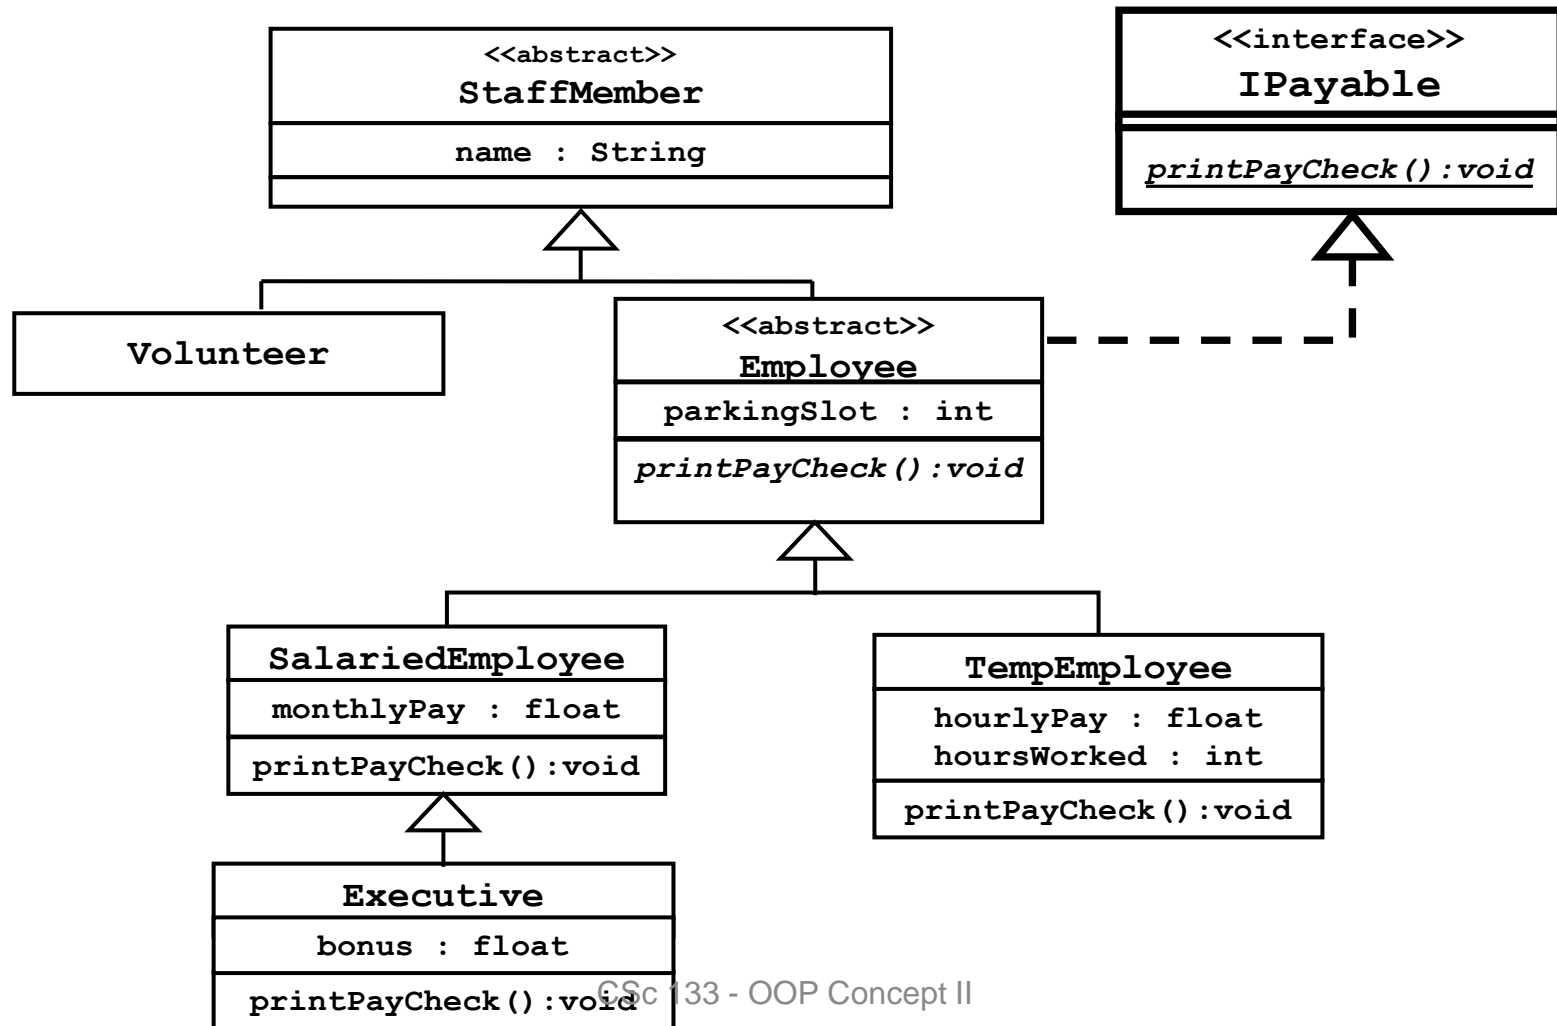 <<abstract>>
StaffMember
name : String
<<interface>>
IPayable
printPayCheck():void
Volunteer
<<abstract>>
Employee
parkingSlot : int
printPayCheck():void
SalariedEmployee
monthlyPay : float
printPayCheck():void
TempEmployee
hourlyPay : float
hoursWorked : int
printPayCheck():void
Executive
bonus : float
printPayCheck():void
CSc 133 - OOP Concept II